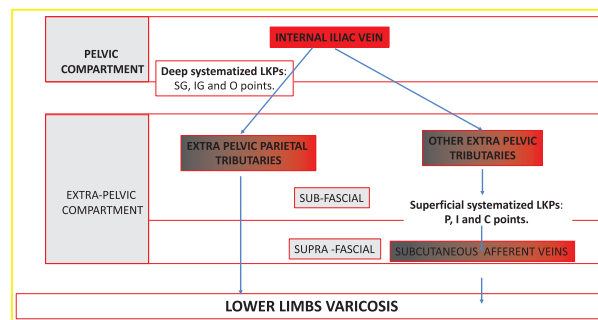 INTERNAL ILIAC VEIN
PELVIC
COMPARTMENT
Deep systematized LKPs:
SG, IG and O points.
EXTRA PELVIC PARIETAL
TRIBUTARIES
OTHER EXTRA PELVIC
TRIBUTARIES
EXTRA-PELVIC
COMPARTMENT
SUB-FASCIAL
Superficial systematized LKPs:
P, I and C points.
SUPRA -FASCIAL
SUBCUTANEOUS AFFERENT VEINS
LOWER LIMBS VARICOSIS